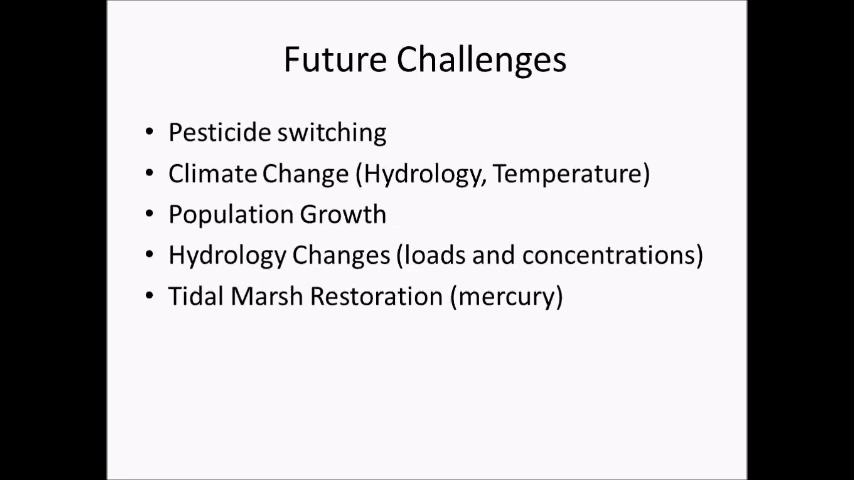 Future Challenges
• Pesticide switching
• Climate Change (Hydrology, Temperature)
• Population Growth
• Hydrology Changes (loads and concentrations)
• Tidal Marsh Restoration (mercury)